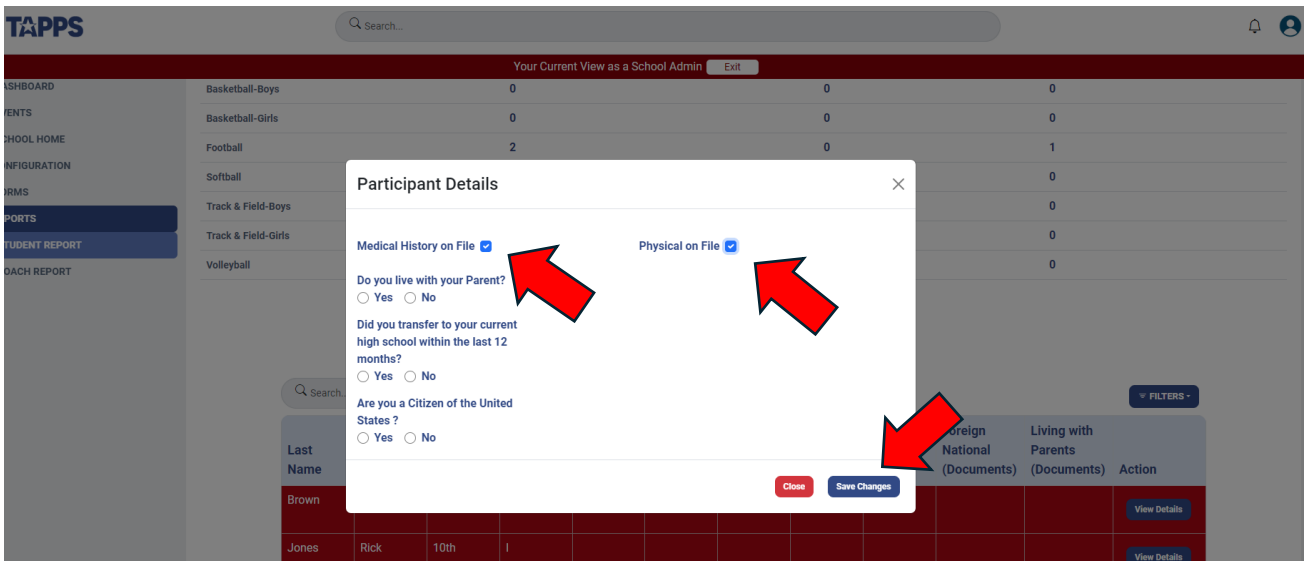 TAPPS
Search...
Your Current View as a School Admin Exit
ASHBOARD
VENTS
CHOOL HOME
ONFIGURATION
ORMS
PORTS
TUDENT REPORT
OACH REPORT
Basketball-Boys 0 0 0
Basketball-Girls 0 0 0
Football 2 0 1
Softball 0
Track & Field-Boys 0
Track & Field-Girls 0
Volleyball 0
Participant Details
Medical History on File Physical on File
Do you live with your Parent?
Yes No
Did you transfer to your current
high school within the last 12
months?
Yes No
Are you a Citizen of the United
States ?
Yes No
Close Save Changes
Search..
FILTERS
Last
Name
oreign
National
(Documents)
Living with
Parents
(Documents)
Action
Brown View Details
Jones Rick 10th I View Details